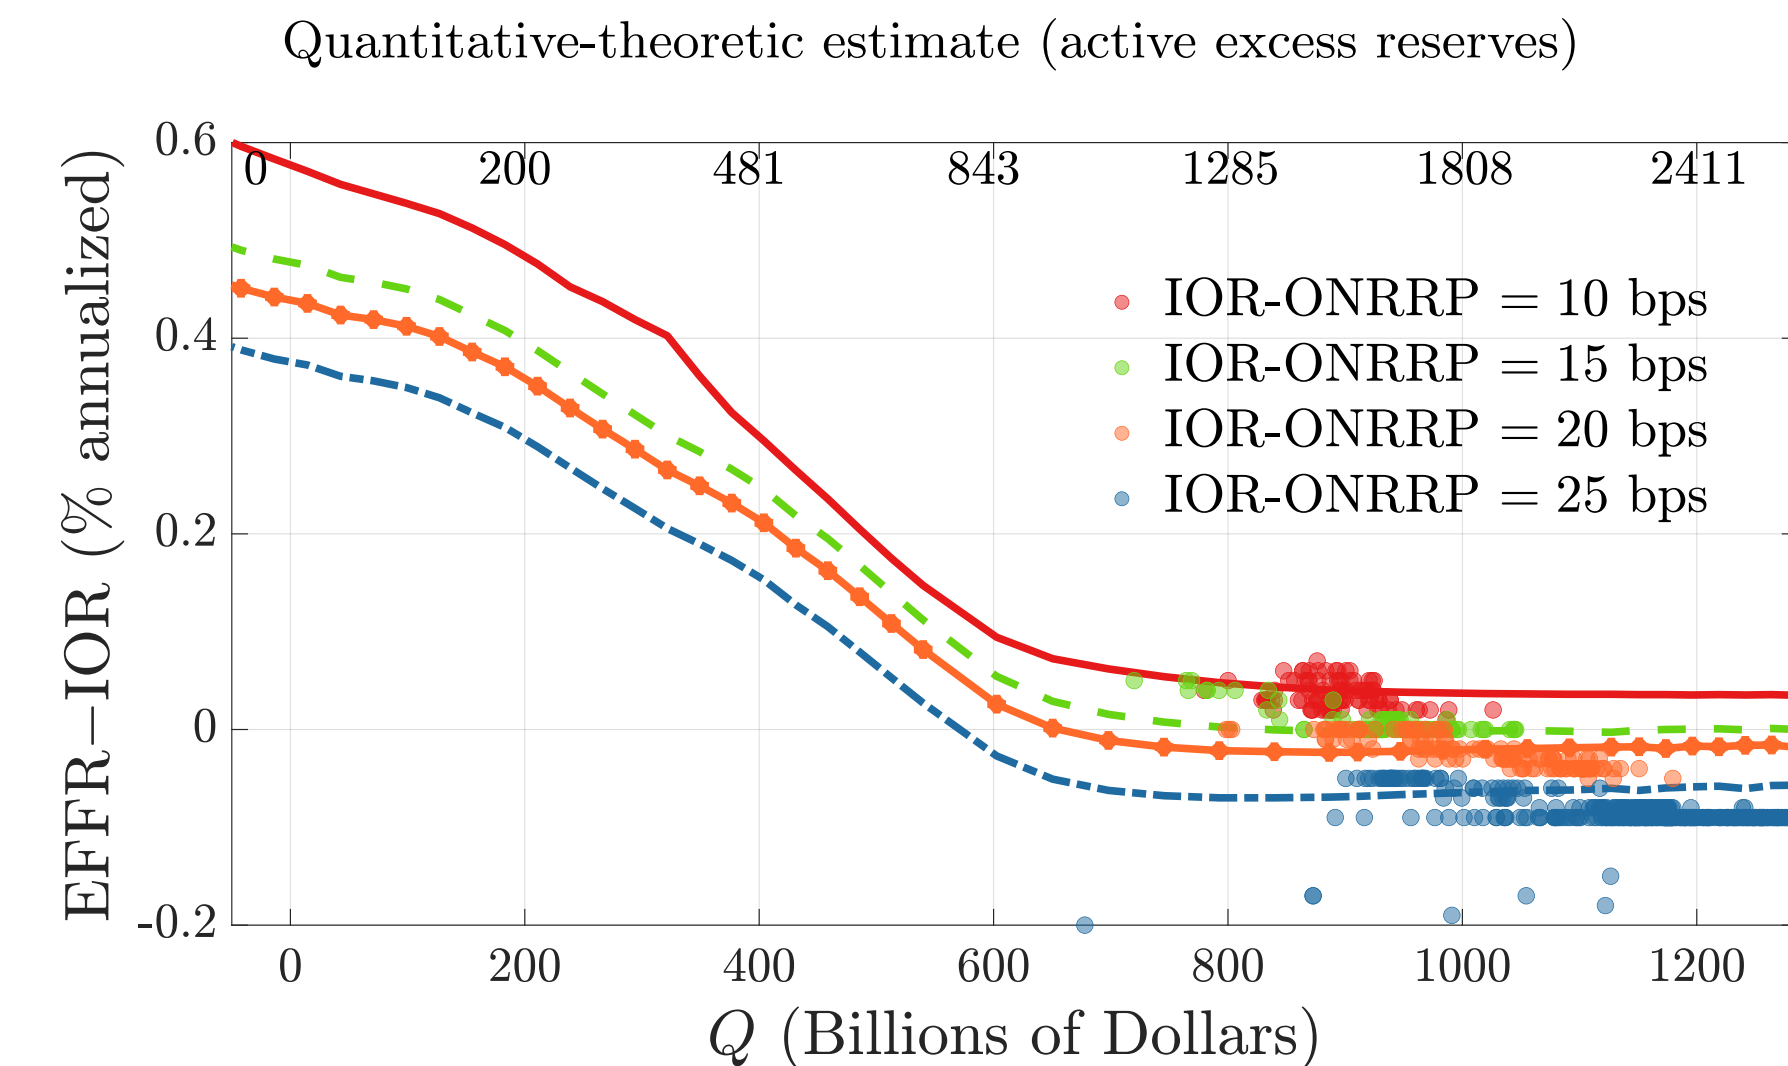 Quantitative-theoretic estimate (active excess reserves)
0.6
0 200 481 843 1285 1808 2411
IOR-ONRRP = 10 bps
0.4
IOR-ONRRP = 15 bps
IOR-ONRRP = 20 bps
IOR-ONRRP = 25 bps
0.2
0
-0.2
EFFR−IOR (% annualized)
0 200 400 600 800 1000 1200
Q (Billions of Dollars)